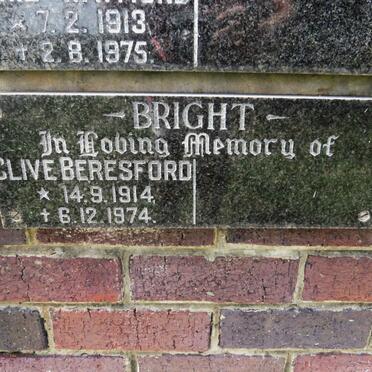 * 7.2.1913
+ 2.8.1975.
- BRIGHT -
In Loving Memory of
CLIVE BERESFORD
* 14.9.1914.
+ 6.12.1974.